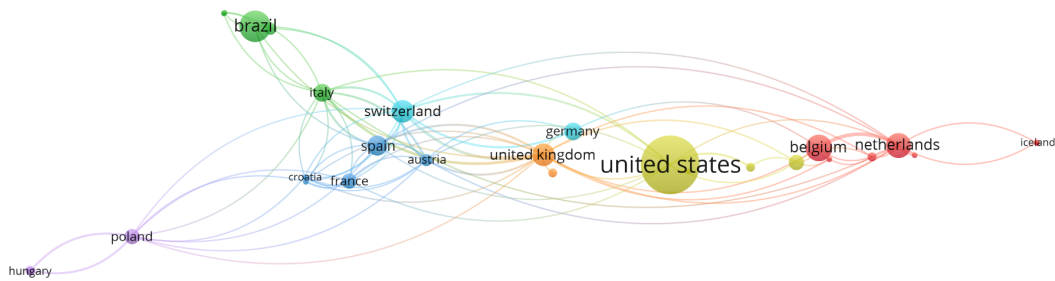 brazil
italy
switzerland
germany
spain
united kingdom
austria
united states
belgium
netherlands
iceland
croatia
france
poland
hungary